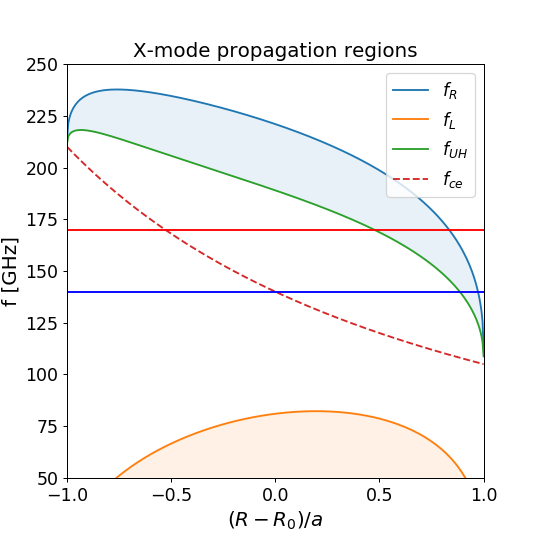 X-mode propagation regions
f [GHz]
250
225
200
175
150
125
100
75
50
f_R
f_L
f_UH
f_ce
−1.0 −0.5 0.0 0.5 1.0
(R − R_0)/a